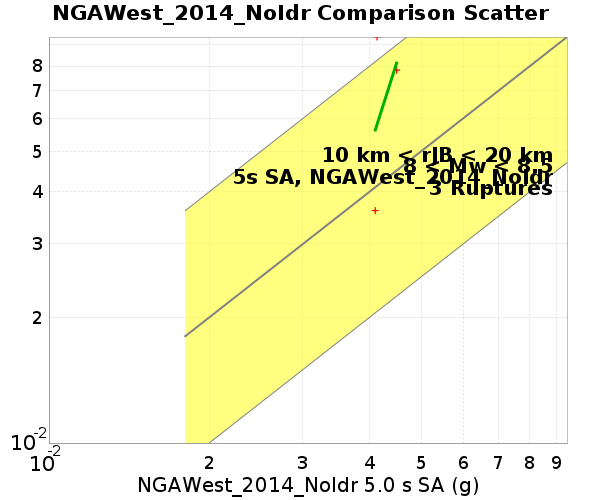 NGAWest_2014_NoIdr Comparison Scatter
8
7
6
5
4
3
2
10^-2
10 km < rJB < 20 km
8 < Mw < 8.5
5s SA, NGAWest_2014_NoIdr
3 Ruptures
10^-2
2 3 4 5 6 7 8 9
NGAWest_2014_NoIdr 5.0 s SA (g)